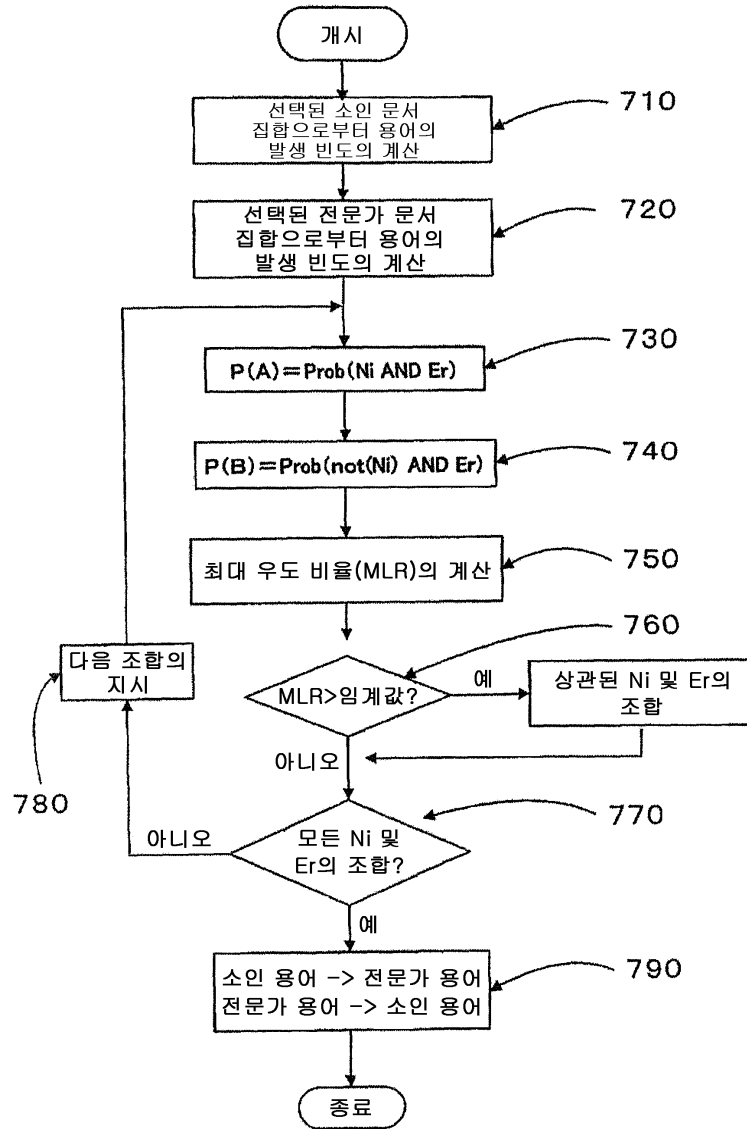 개시
선택된 소인 문서
집합으로부터 용어의
발생 빈도의 계산
710
선택된 전문가 문서
집합으로부터 용어의
발생 빈도의 계산
720
P(A)=Prob(Ni AND Er)
730
P(B)=Prob(not(Ni) AND Er)
740
최대 우도 비율(MLR)의 계산
750
760
다음 조합의
지시
MLR>임계값?
예
상관된 Ni 및 Er의
조합
아니오
780
770
아니오
모든 Ni 및
Er의 조합?
예
소인 용어 -> 전문가 용어
전문가 용어 -> 소인 용어
790
종료